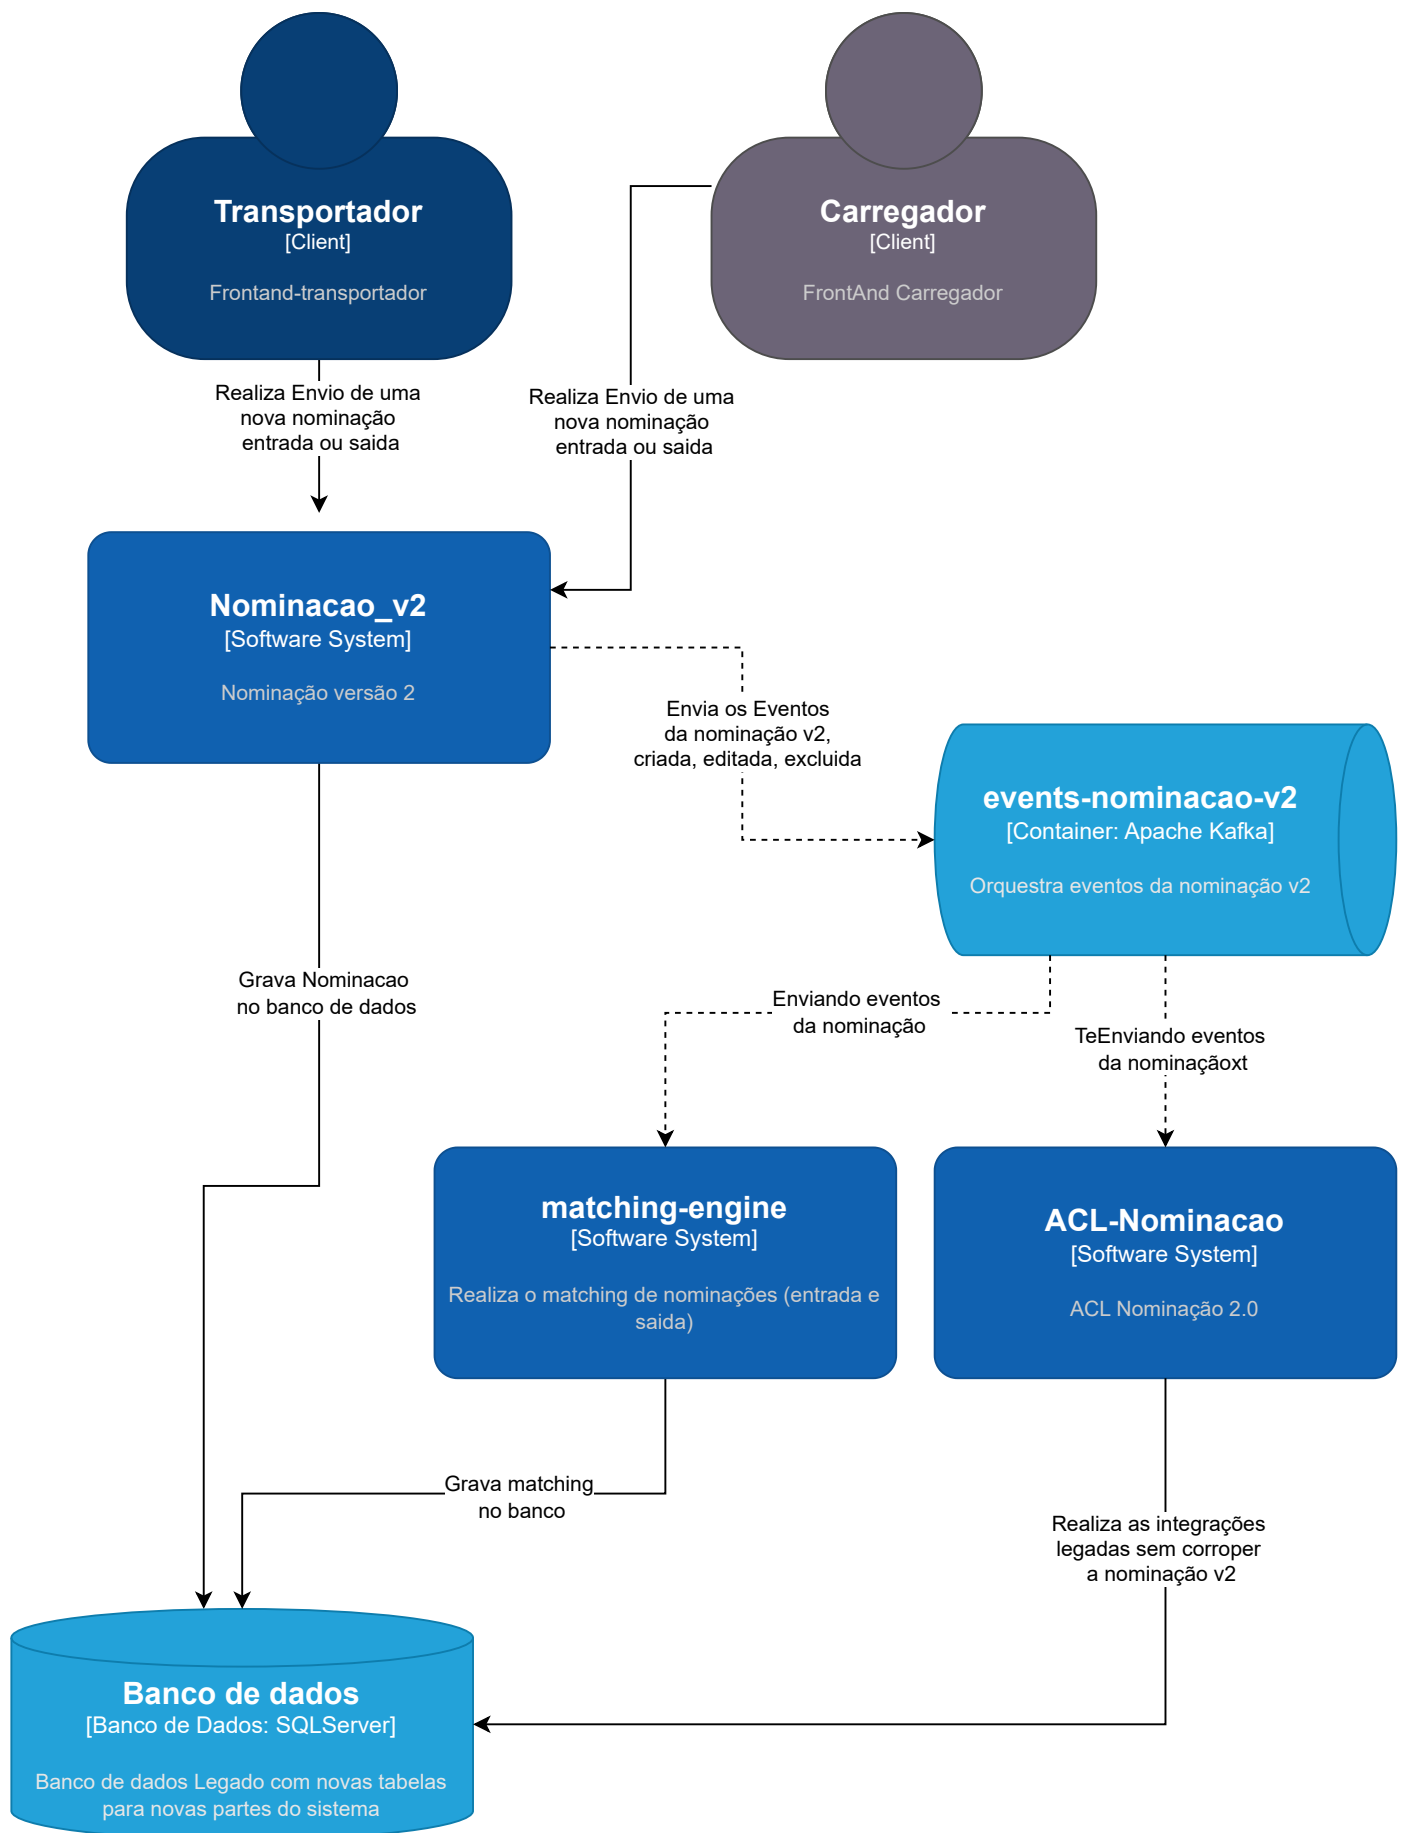 Transportador
[Client]
Frontand-transportador
Carregador
[Client]
FrontAnd Carregador
Realiza Envio de uma
nova nominação
entrada ou saida
Realiza Envio de uma
nova nominação
entrada ou saida
Nominacao_v2
[Software System]
Nominação versão 2
Envia os Eventos
da nominação v2,
criada, editada, excluida
events-nominacao-v2
[Container: Apache Kafka]
Orquestra eventos da nominação v2
Grava Nominacao
no banco de dados
Enviando eventos
da nominação
TeEnviando eventos
da nominaçãoxt
matching-engine
[Software System]
Realiza o matching de nominações (entrada e
saida)
ACL-Nominacao
[Software System]
ACL Nominação 2.0
Grava matching
no banco
Realiza as integrações
legadas sem corroper
a nominação v2
Banco de dados
[Banco de Dados: SQLServer]
Banco de dados Legado com novas tabelas
para novas partes do sistema